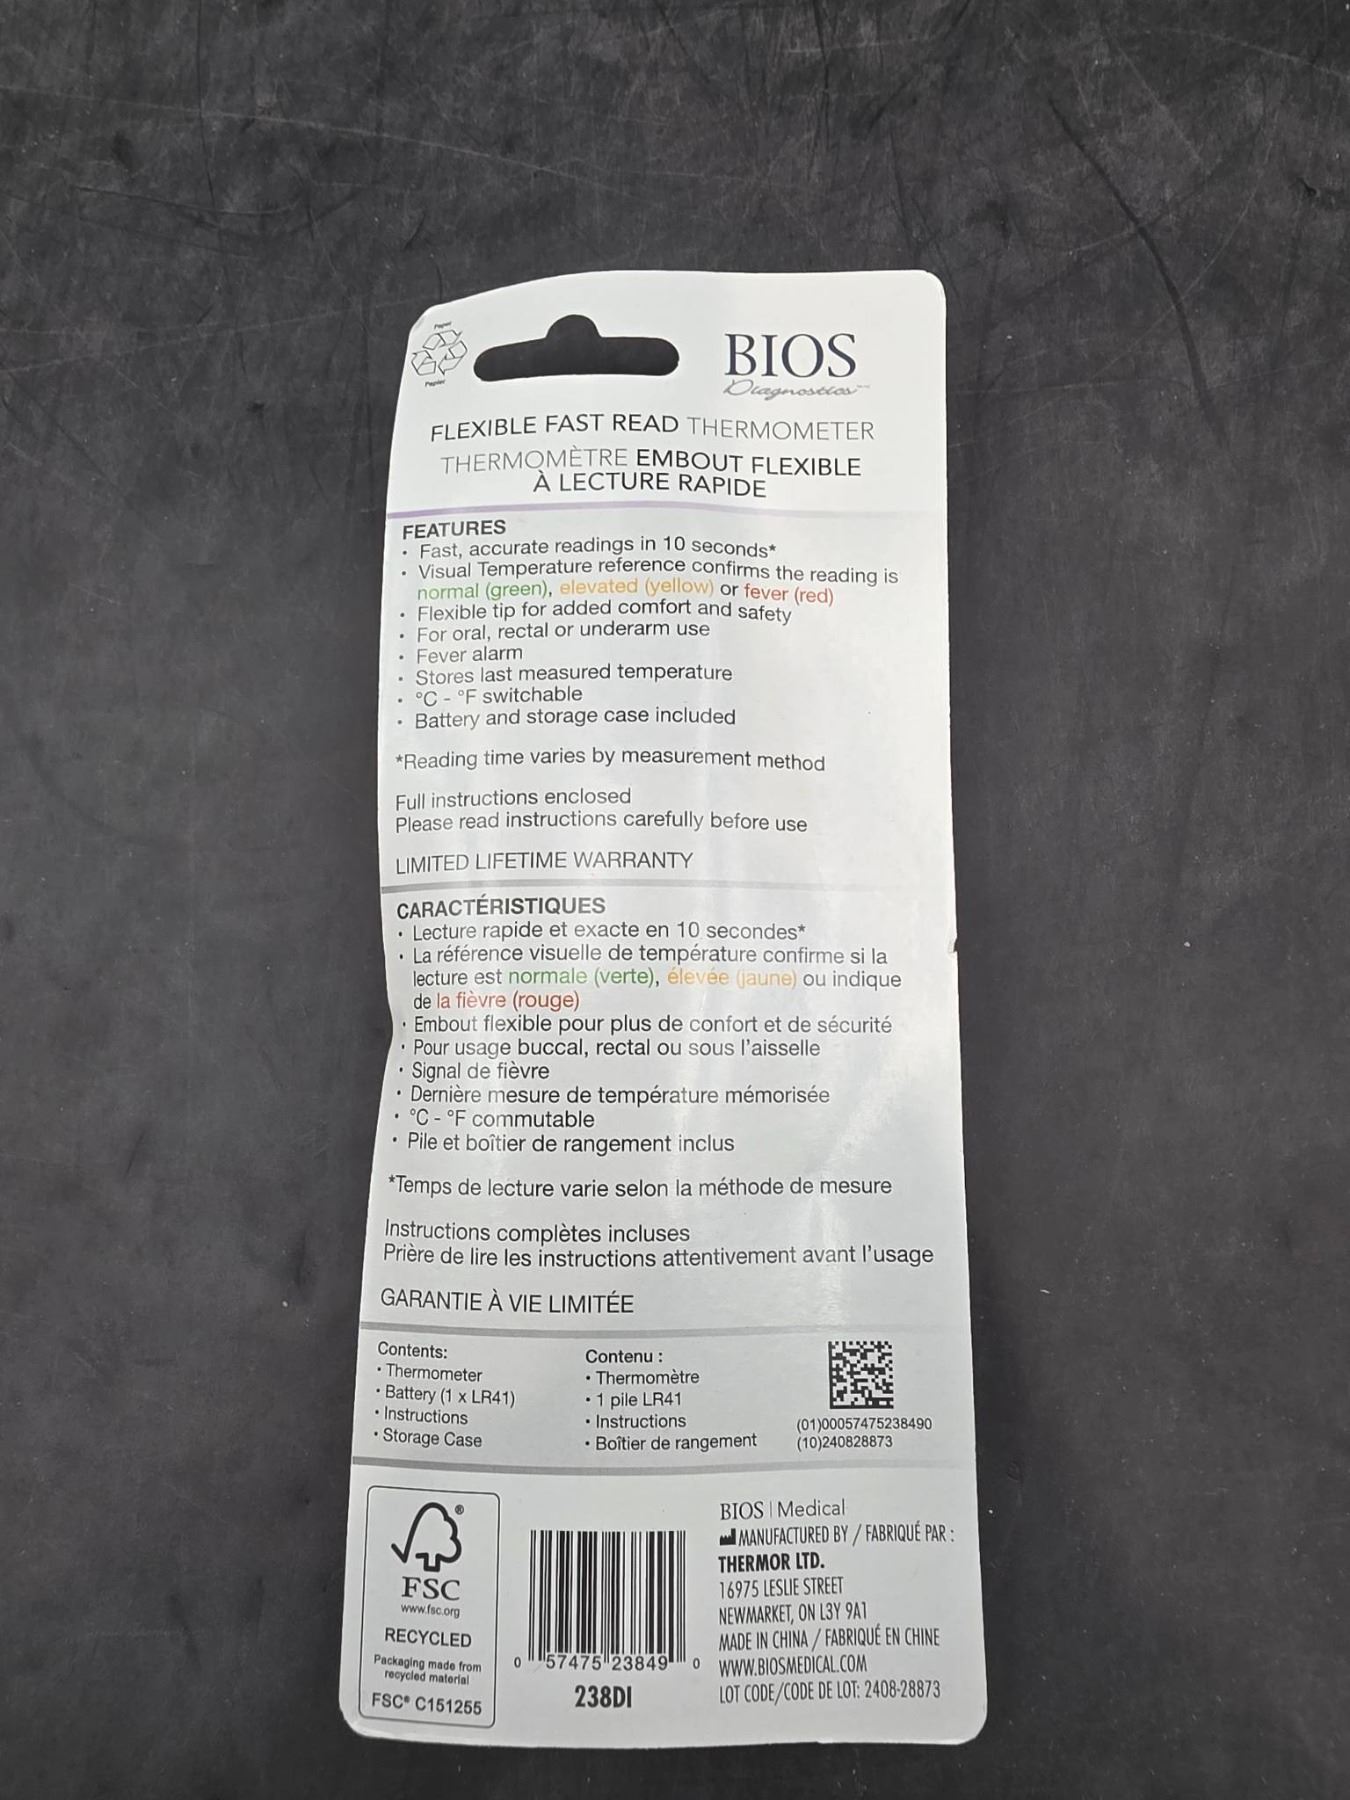 Paper
Papier
BIOS
Diagnostics™
FLEXIBLE FAST READ THERMOMETER
THERMOMÈTRE EMBOUT FLEXIBLE
À LECTURE RAPIDE
FEATURES
• Fast, accurate readings in 10 seconds*
• Visual Temperature reference confirms the reading is
normal (green), elevated (yellow) or fever (red)
• Flexible tip for added comfort and safety
• For oral, rectal or underarm use
• Fever alarm
• Stores last measured temperature
• °C - °F switchable
• Battery and storage case included
*Reading time varies by measurement method
Full instructions enclosed
Please read instructions carefully before use
LIMITED LIFETIME WARRANTY
CARACTÉRISTIQUES
• Lecture rapide et exacte en 10 secondes*
• La référence visuelle de température confirme si la
lecture est normale (verte), élevée (jaune) ou indique
de la fièvre (rouge)
• Embout flexible pour plus de confort et de sécurité
• Pour usage buccal, rectal ou sous l'aisselle
• Signal de fièvre
• Dernière mesure de température mémorisée
• °C - °F commutable
• Pile et boîtier de rangement inclus
*Temps de lecture varie selon la méthode de mesure
Instructions complètes incluses
Prière de lire les instructions attentivement avant l'usage
GARANTIE À VIE LIMITÉE
Contents:
• Thermometer
• Battery (1 x LR41)
• Instructions
• Storage Case
Contenu :
• Thermomètre
• 1 pile LR41
• Instructions
• Boîtier de rangement
(01)00057475238490
(10)240828873
FSC®
www.fsc.org
RECYCLED
Packaging made from
recycled material
FSC® C151255
0 57475 23849 0
238DI
BIOS | Medical
MANUFACTURED BY / FABRIQUÉ PAR :
THERMOR LTD.
16975 LESLIE STREET
NEWMARKET, ON L3Y 9A1
MADE IN CHINA / FABRIQUÉ EN CHINE
WWW.BIOSMEDICAL.COM
LOT CODE/CODE DE LOT: 2408-28873